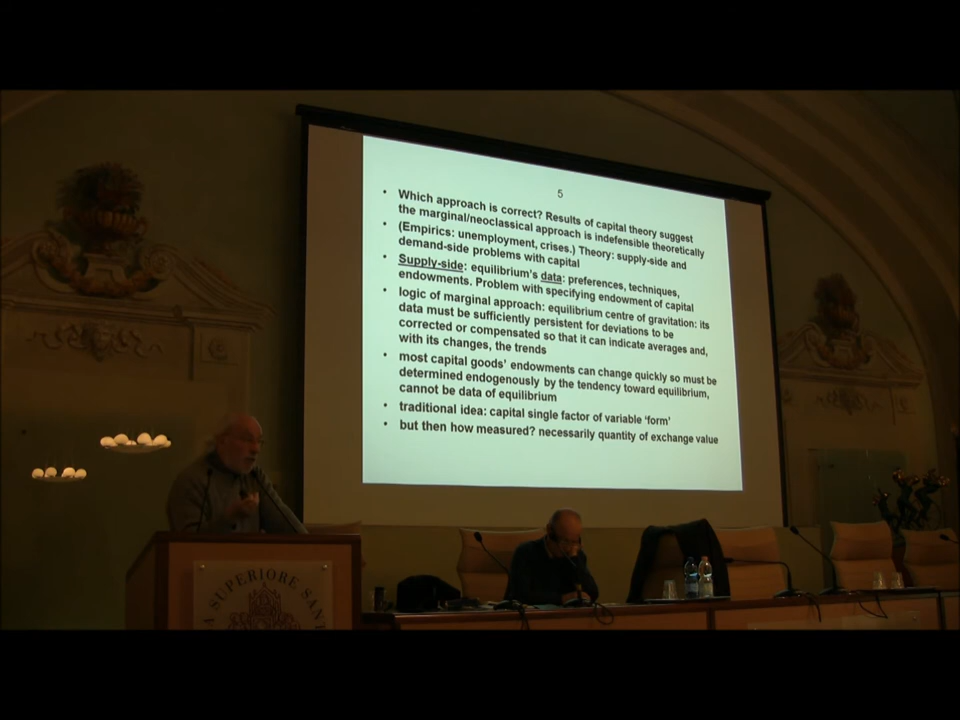 5
• Which approach is correct? Results of capital theory suggest
the marginal/neoclassical approach is indefensible theoretically
• (Empirics: unemployment, crises.) Theory: supply-side and
demand-side problems with capital
• Supply-side: equilibrium's data: preferences, techniques,
endowments. Problem with specifying endowment of capital
• logic of marginal approach: equilibrium centre of gravitation: its
data must be sufficiently persistent for deviations to be
corrected or compensated so that it can indicate averages and,
with its changes, the trends
• most capital goods' endowments can change quickly so must be
determined endogenously by the tendency toward equilibrium,
cannot be data of equilibrium
• traditional idea: capital single factor of variable 'form'
• but then how measured? necessarily quantity of exchange value
A SUPERIORE SAN